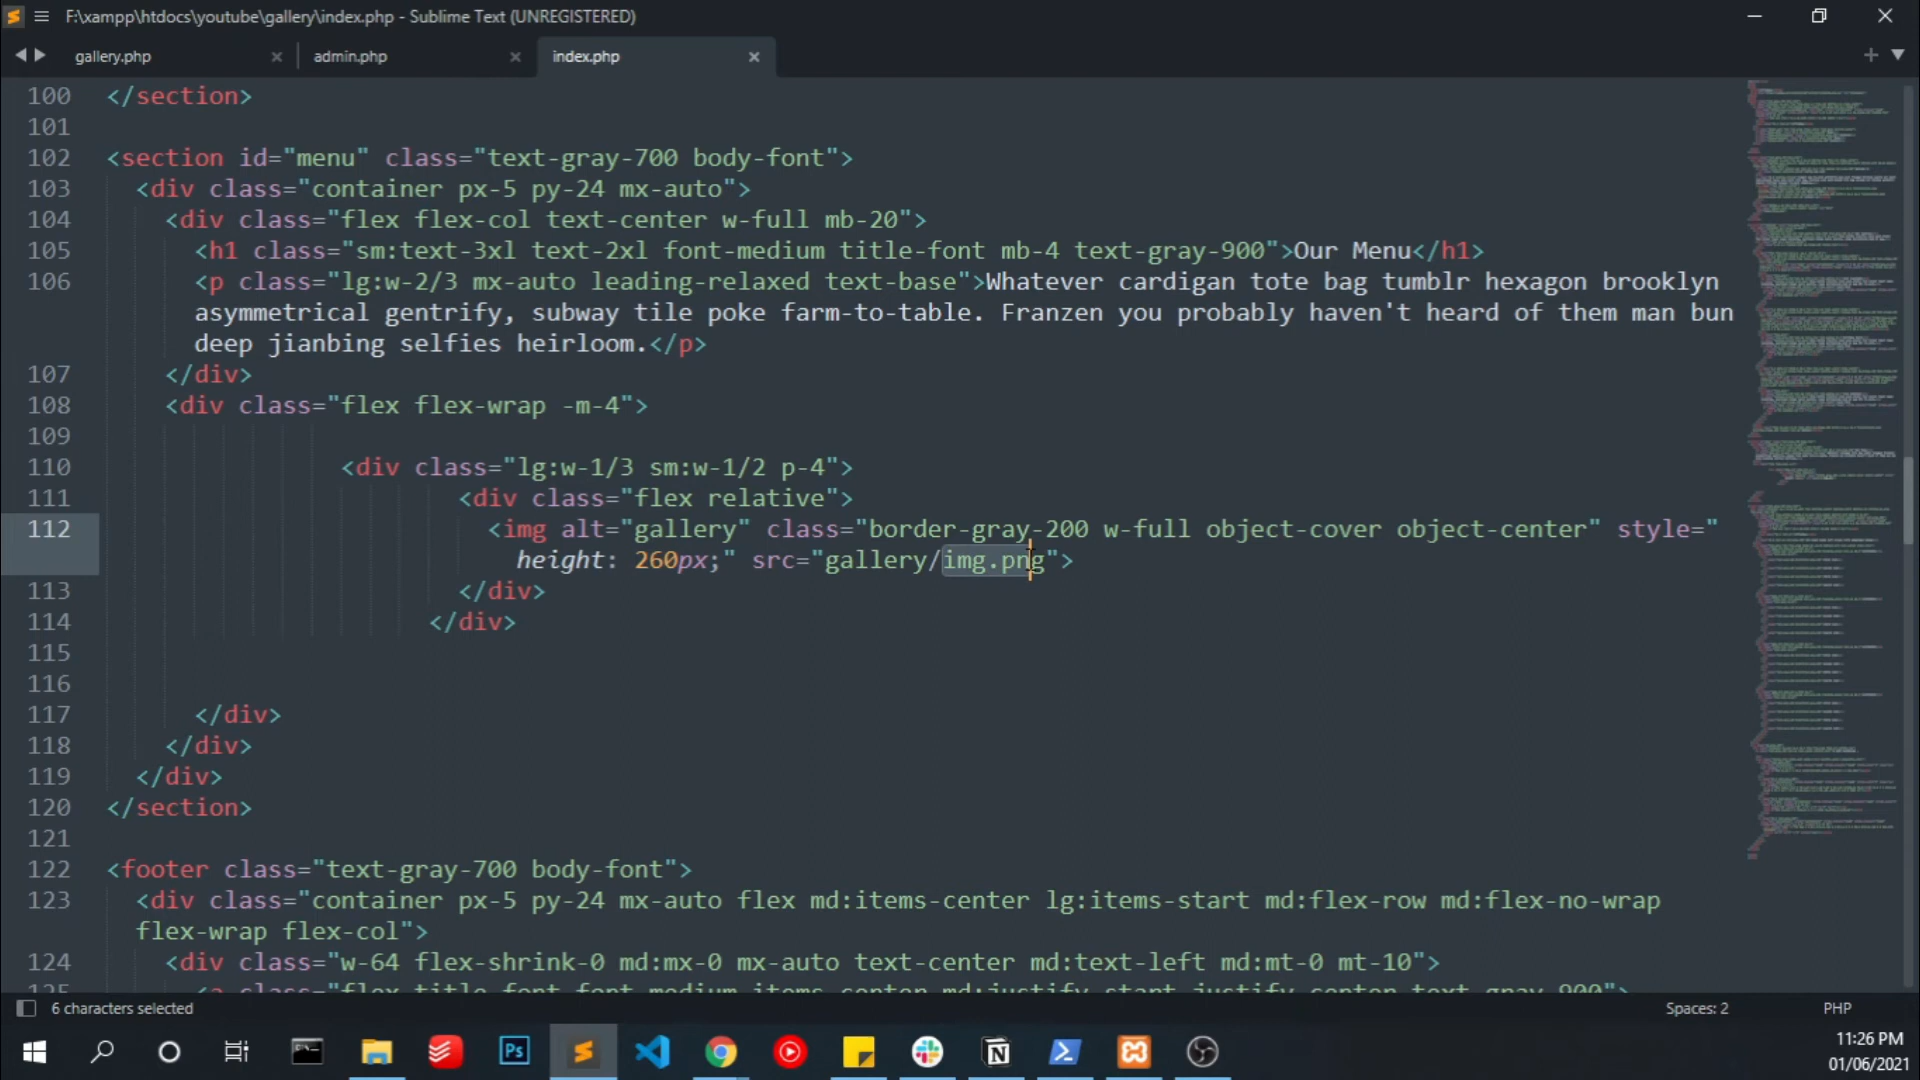 F:\xampp\htdocs\youtube\gallery\index.php - Sublime Text (UNREGISTERED)
gallery.php
admin.php
index.php
100 </section>
101
102 <section id="menu" class="text-gray-700 body-font">
103 <div class="container px-5 py-24 mx-auto">
104 <div class="flex flex-col text-center w-full mb-20">
105 <h1 class="sm:text-3xl text-2xl font-medium title-font mb-4 text-gray-900">Our Menu</h1>
106 <p class="lg:w-2/3 mx-auto leading-relaxed text-base">Whatever cardigan tote bag tumblr hexagon brooklyn
asymmetrical gentrify, subway tile poke farm-to-table. Franzen you probably haven't heard of them man bun
deep jianbing selfies heirloom.</p>
107 </div>
108 <div class="flex flex-wrap -m-4">
109
110 <div class="lg:w-1/3 sm:w-1/2 p-4">
111 <div class="flex relative">
112 <img alt="gallery" class="border-gray-200 w-full object-cover object-center" style="
height: 260px;" src="gallery/img.png">
113 </div>
114 </div>
115
116
117 </div>
118 </div>
119 </div>
120 </section>
121
122 <footer class="text-gray-700 body-font">
123 <div class="container px-5 py-24 mx-auto flex md:items-center lg:items-start md:flex-row md:flex-no-wrap
flex-wrap flex-col">
124 <div class="w-64 flex-shrink-0 md:mx-0 mx-auto text-center md:text-left md:mt-0 mt-10">
125 <a class="flex title-font font-medium items-center md:justify-start justify-center text-gray-900">
6 characters selected
Spaces: 2
PHP
Ps
11:26 PM
01/06/2021